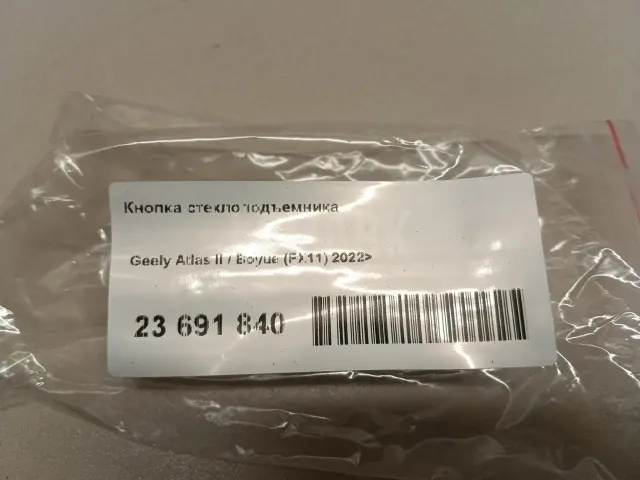 Кнопка стеклоподъемника
Geely Atlas II / Boyue (FX11) 2022>
23 691 840